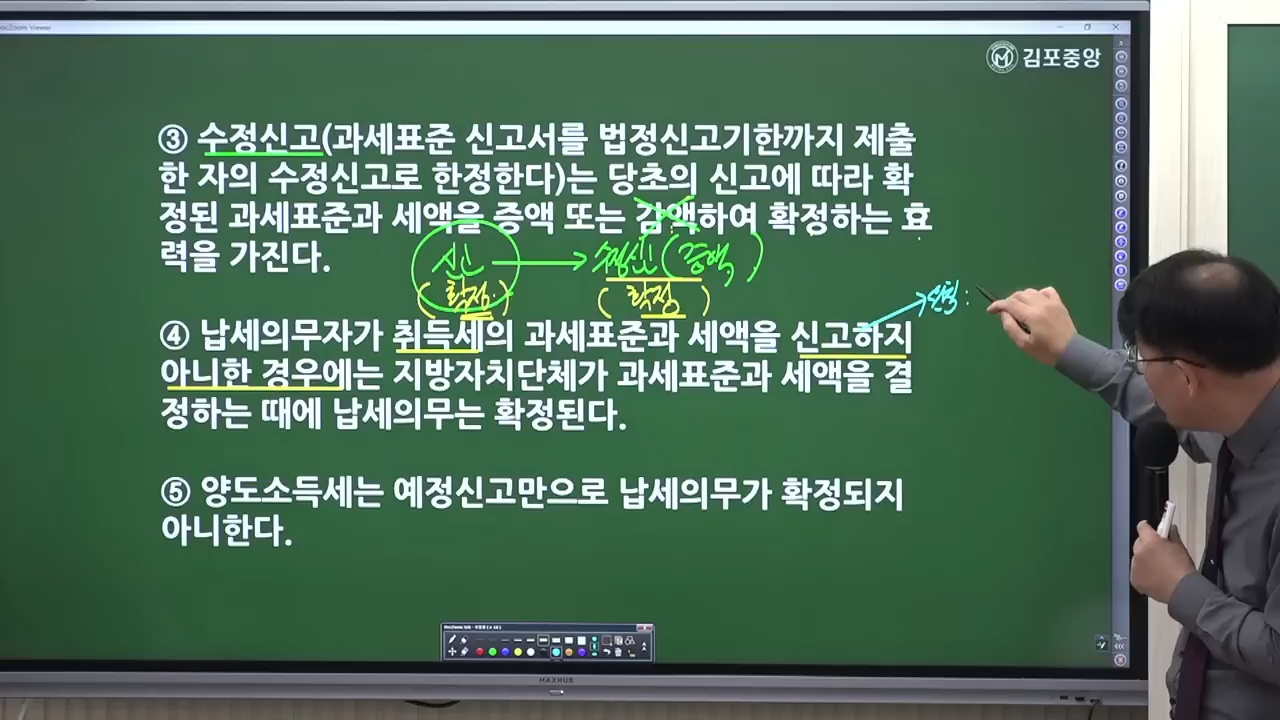 DocZoom Viewer
김포중앙
③ 수정신고(과세표준 신고서를 법정신고기한까지 제출
한 자의 수정신고로 한정한다)는 당초의 신고에 따라 확
정된 과세표준과 세액을 증액 또는 감액하여 확정하는 효
력을 가진다.
신고 수정신고(증액)
(확정) (확정)
④ 납세의무자가 취득세의 과세표준과 세액을 신고하지
아니한 경우에는 지방자치단체가 과세표준과 세액을 결
정하는 때에 납세의무는 확정된다.
⑤ 양도소득세는 예정신고만으로 납세의무가 확정되지
아니한다.
MAXHUB